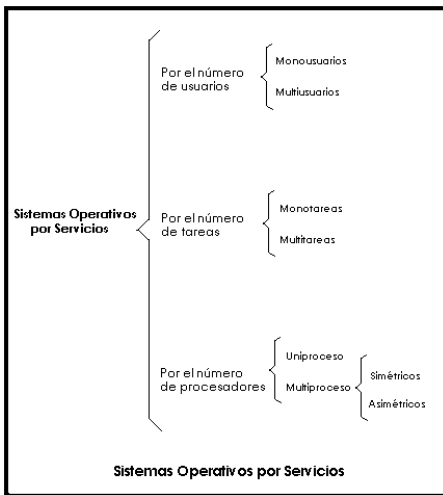 Sistemas Operativos
por Servicios
Por el número
de usuarios
Monousuarios
Multiusuarios
Por el número
de tareas
Monotareas
Multitareas
Por el número
de procesadores
Uniproceso
Multiproceso
Simétricos
Asimétricos
Sistemas Operativos por Servicios